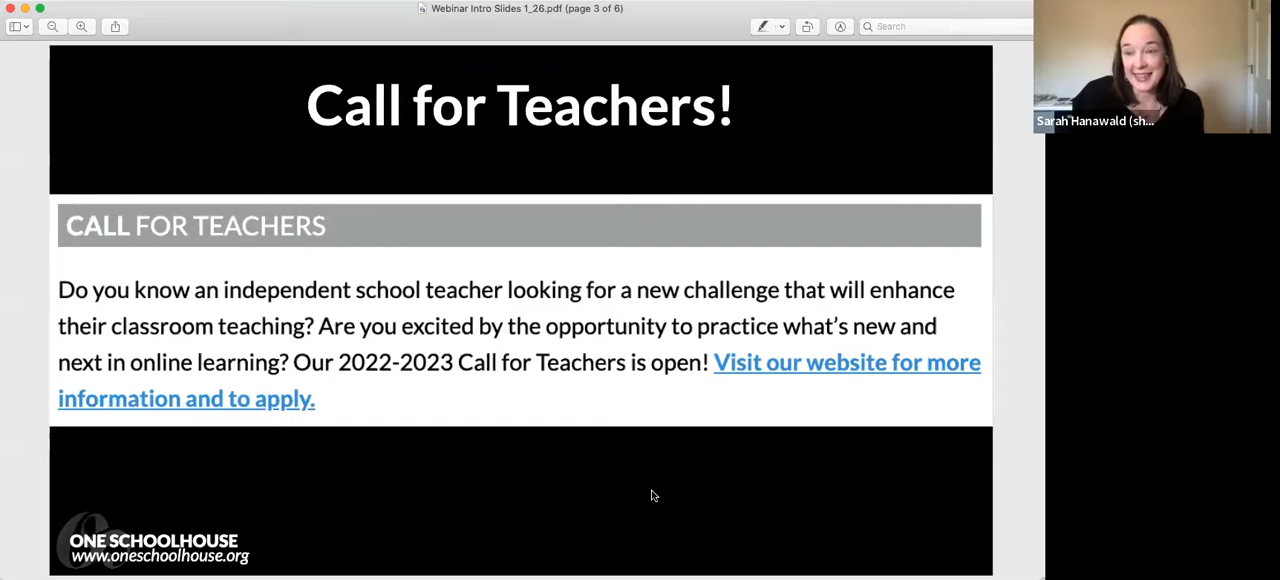 Webinar Intro Slides 1_26.pdf (page 3 of 6)
Search
Sarah Hanawald (sh...
Call for Teachers!
CALL FOR TEACHERS
Do you know an independent school teacher looking for a new challenge that will enhance
their classroom teaching? Are you excited by the opportunity to practice what’s new and
next in online learning? Our 2022-2023 Call for Teachers is open! Visit our website for more
information and to apply.
ONE SCHOOLHOUSE
www.oneschoolhouse.org